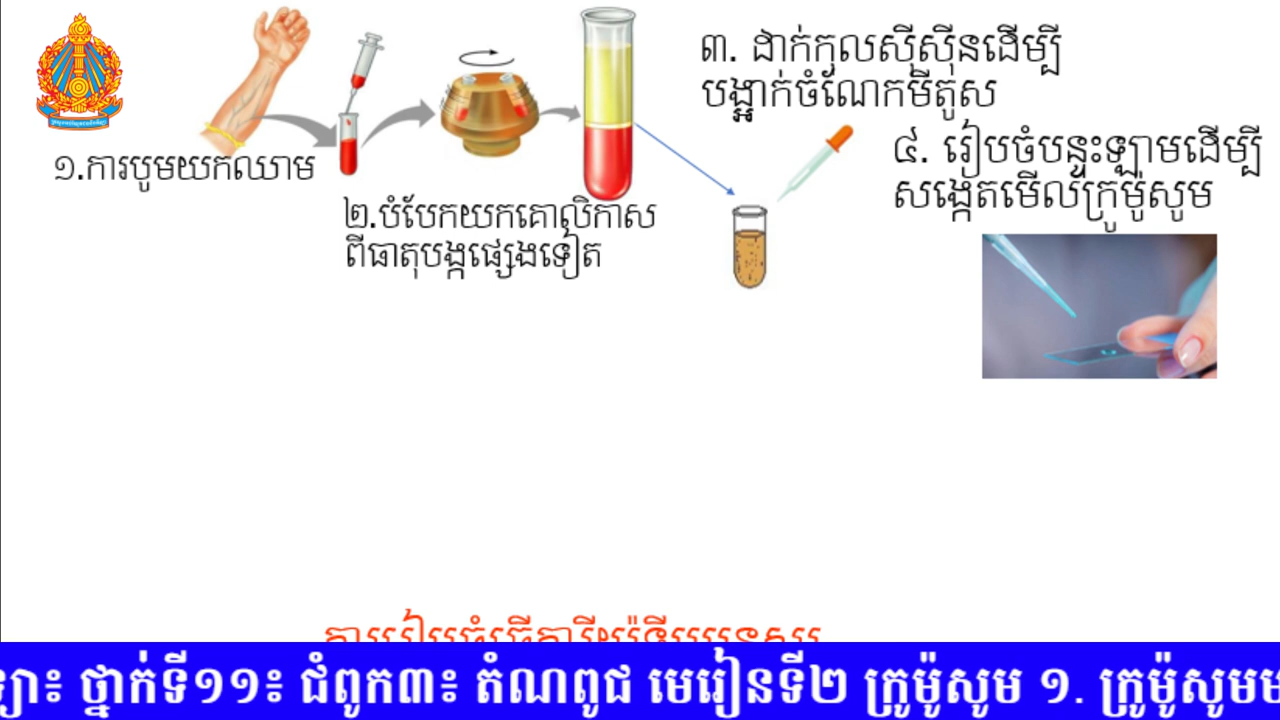 ១.ការបូមយកឈាម
២.បំបែកយកគោលិកាស
ពីធាតុបង្កផ្សេងទៀត
៣. ដាក់កុលស៊ីស៊ីនដើម្បី
បង្អាក់ចំណែកមីតូស
៤. រៀបចំបន្ទះឡាមដើម្បី
សង្កេតមើលក្រូម៉ូសូម
ថ្នាក់ទី១១៖ ជំពូក៣៖ តំណពូជ មេរៀនទី២ ក្រូម៉ូសូម ១. ក្រូម៉ូសូម